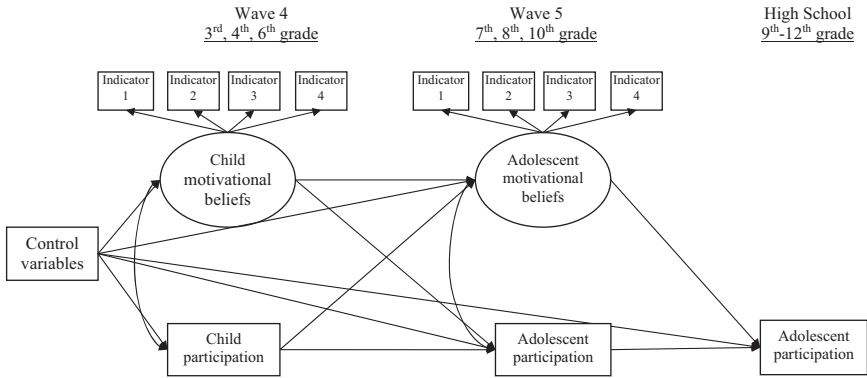 Wave 4
3rd, 4th, 6th grade
Wave 5
7th, 8th, 10th grade
High School
9th-12th grade
Indicator
1
Indicator
2
Indicator
3
Indicator
4
Indicator
1
Indicator
2
Indicator
3
Indicator
4
Child
motivational
beliefs
Adolescent
motivational
beliefs
Control
variables
Child
participation
Adolescent
participation
Adolescent
participation